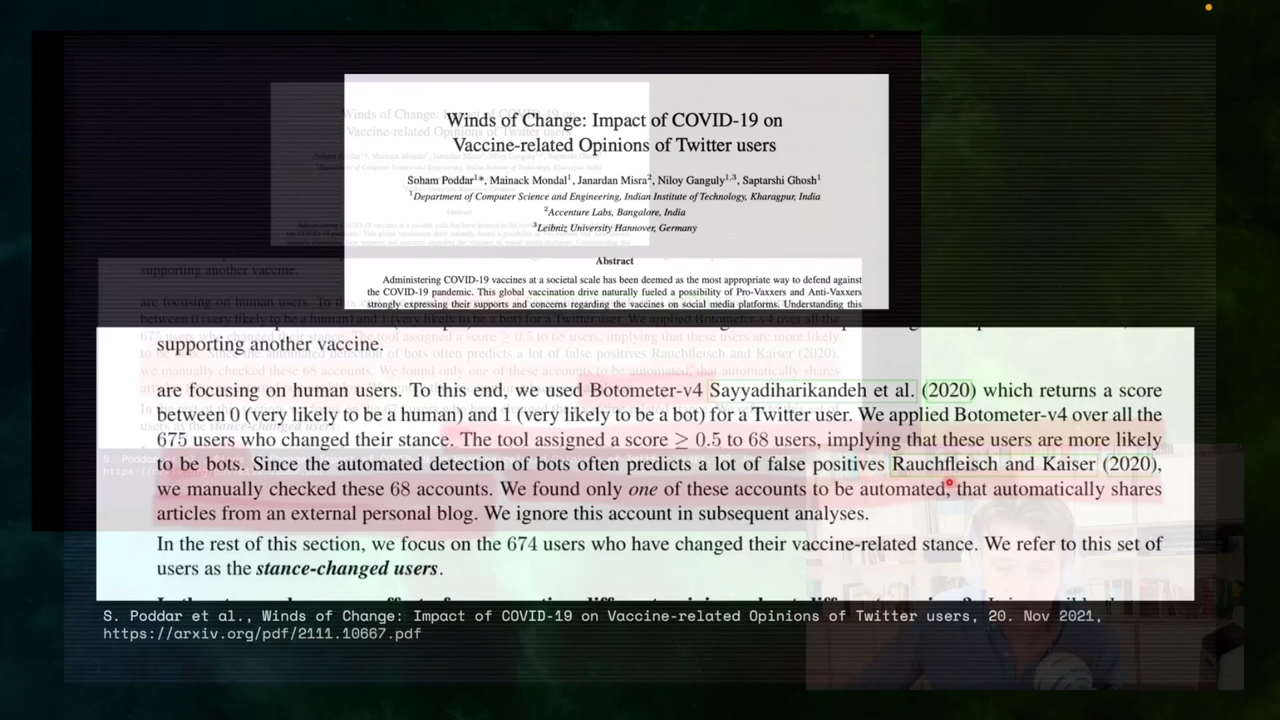 Winds of Change: Impact of COVID-19 on
Vaccine-related Opinions of Twitter users
Soham Poddar1*, Mainack Mondal1, Janardan Misra2, Niloy Ganguly1,3, Saptarshi Ghosh1
1Department of Computer Science and Engineering, Indian Institute of Technology, Kharagpur, India
2Accenture Labs, Bangalore, India
3Leibniz University Hannover, Germany
Abstract
Administering COVID-19 vaccines at a societal scale has been deemed as the most appropriate way to defend against
the COVID-19 pandemic. This global vaccination drive naturally fueled a possibility of Pro-Vaxxers and Anti-Vaxxers
strongly expressing their supports and concerns regarding the vaccines on social media platforms. Understanding this
supporting another vaccine.
are focusing on human users. To this end, we used Botometer-v4 Sayyadiharikandeh et al. (2020) which returns a score
between 0 (very likely to be a human) and 1 (very likely to be a bot) for a Twitter user. We applied Botometer-v4 over all the
675 users who changed their stance. The tool assigned a score ≥ 0.5 to 68 users, implying that these users are more likely
to be bots. Since the automated detection of bots often predicts a lot of false positives Rauchfleisch and Kaiser (2020),
we manually checked these 68 accounts. We found only one of these accounts to be automated, that automatically shares
articles from an external personal blog. We ignore this account in subsequent analyses.
In the rest of this section, we focus on the 674 users who have changed their vaccine-related stance. We refer to this set of
users as the stance-changed users.
S. Poddar et al., Winds of Change: Impact of COVID-19 on Vaccine-related Opinions of Twitter users, 20. Nov 2021,
https://arxiv.org/pdf/2111.10667.pdf